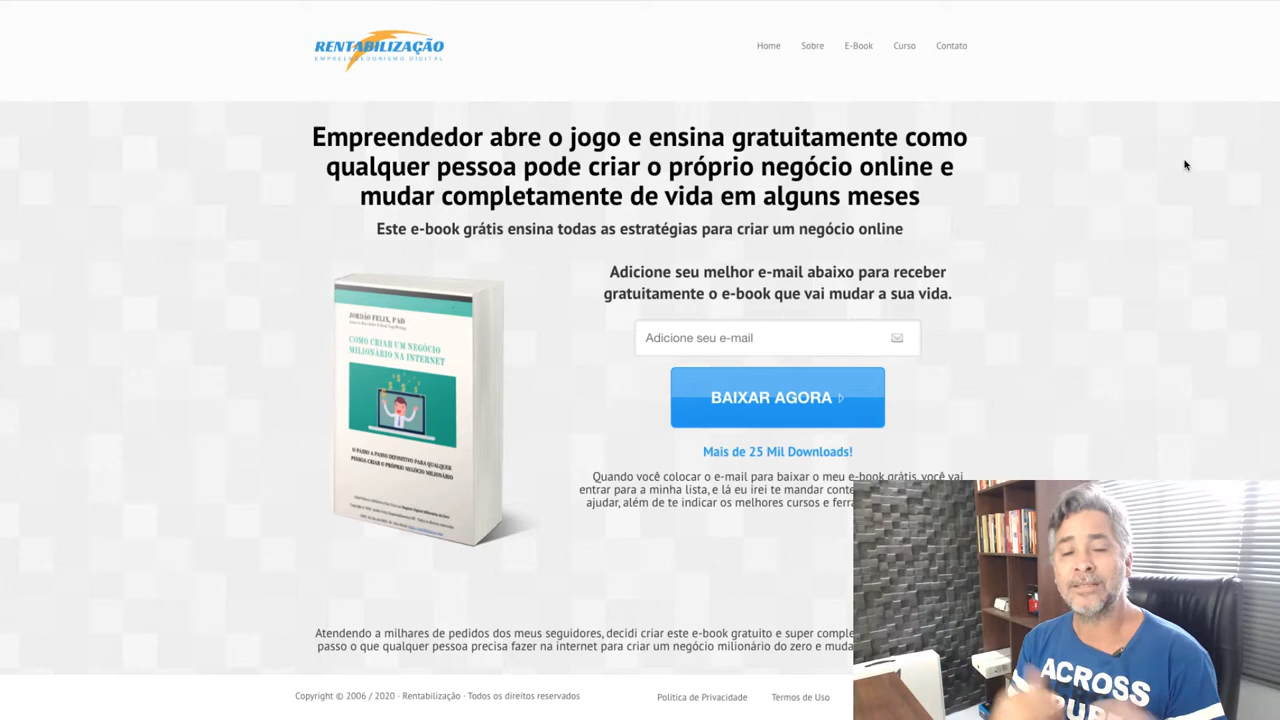 RENTABILIZAÇÃO
EMPREENDEDORISMO DIGITAL
Home Sobre E-Book Curso Contato
Empreendedor abre o jogo e ensina gratuitamente como
qualquer pessoa pode criar o próprio negócio online e
mudar completamente de vida em alguns meses
Este e-book grátis ensina todas as estratégias para criar um negócio online
JORDÃO FELIX, PhD
COMO CRIAR UM NEGÓCIO
MILIONÁRIO NA INTERNET
O PASSO A PASSO DEFINITIVO PARA QUALQUER
PESSOA CRIAR O PRÓPRIO NEGÓCIO MILIONÁRIO
Adicione seu melhor e-mail abaixo para receber
gratuitamente o e-book que vai mudar a sua vida.
Adicione seu e-mail
BAIXAR AGORA
Mais de 25 Mil Downloads!
Quando você colocar o e-mail para baixar o meu e-book grátis, você vai
entrar para a minha lista, e lá eu irei te mandar conte
ajudar, além de te indicar os melhores cursos e ferra
Atendendo a milhares de pedidos dos meus seguidores, decidi criar este e-book gratuito e super comple
passo o que qualquer pessoa precisa fazer na internet para criar um negócio milionário do zero e muda
Copyright © 2006 / 2020 · Rentabilização · Todos os direitos reservados
Política de Privacidade Termos de Uso
ACROSS